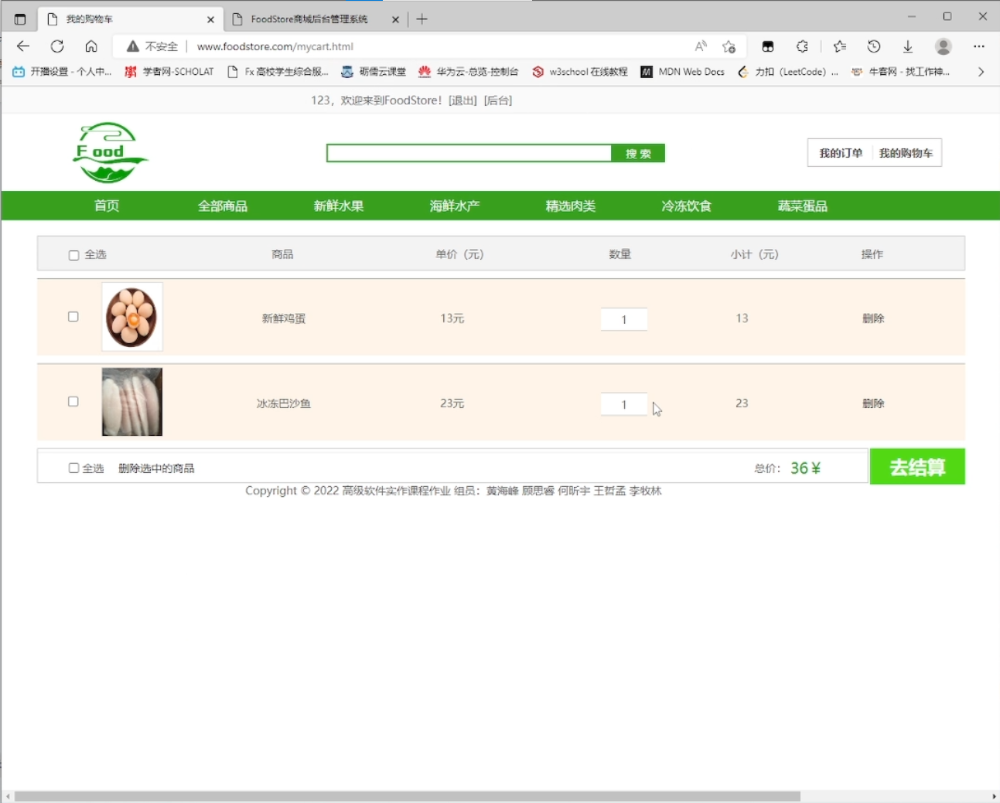 我的购物车
FoodStore商城后台管理系统
不安全
www.foodstore.com/mycart.html
开播设置 - 个人中...
学者网-SCHOLAT
Fx 高校学生综合服...
砺儒云课堂
华为云-总览-控制台
w3school 在线教程
MDN Web Docs
力扣（LeetCode）...
牛客网 - 找工作神...
123，欢迎来到FoodStore! [退出] [后台]
Food
搜 索
我的订单
我的购物车
首页 全部商品 新鲜水果 海鲜水产 精选肉类 冷冻饮食 蔬菜蛋品
全选 商品 单价（元） 数量 小计（元） 操作
新鲜鸡蛋 13元 1 13 删除
冰冻巴沙鱼 23元 1 23 删除
全选 删除选中的商品 总价： 36 ¥ 去结算
Copyright © 2022 高级软件实作课程作业 组员：黄海峰 顾思睿 何昕宇 王哲孟 李牧林